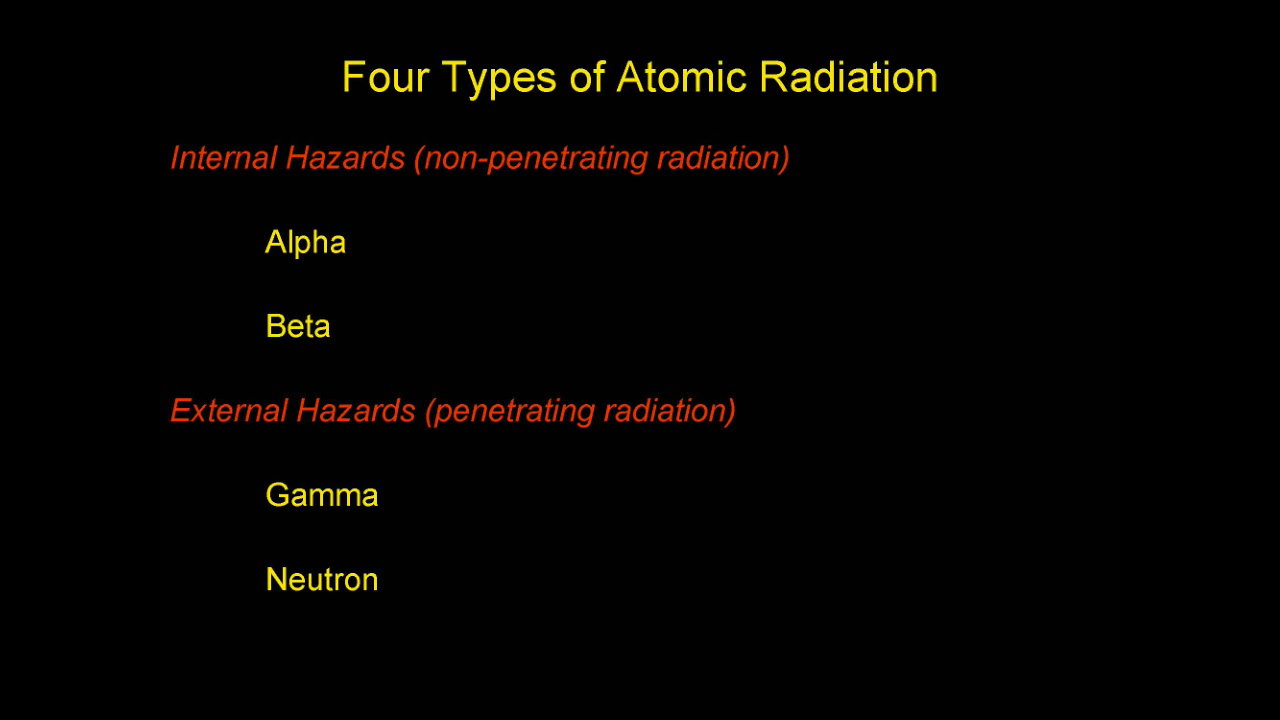 Four Types of Atomic Radiation
Internal Hazards (non-penetrating radiation)
Alpha
Beta
External Hazards (penetrating radiation)
Gamma
Neutron